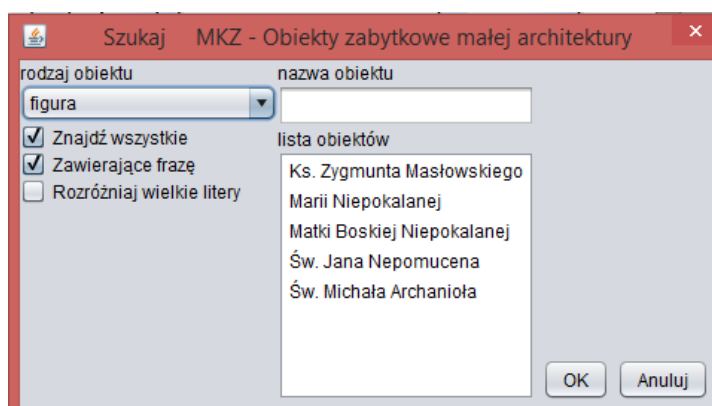 Szukaj MKZ - Obiekty zabytkowe małej architektury
rodzaj obiektu
figura
Znajdź wszystkie
Zawierające frazę
Rozróżniaj wielkie litery
nazwa obiektu
lista obiektów
Ks. Zygmunta Masłowskiego
Marii Niepokalanej
Matki Boskiej Niepokalanej
Św. Jana Nepomucena
Św. Michała Archanioła
OK
Anuluj